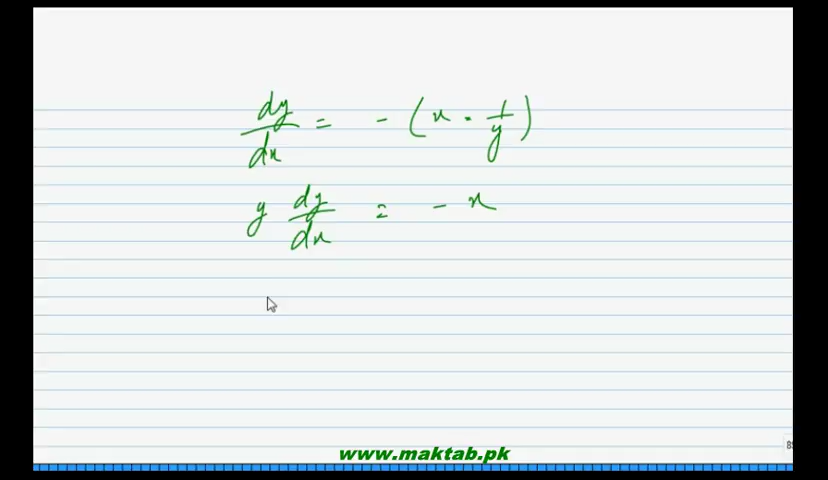 dy/dx = - (x · 1/y)
y dy/dx = - x
www.maktab.pk